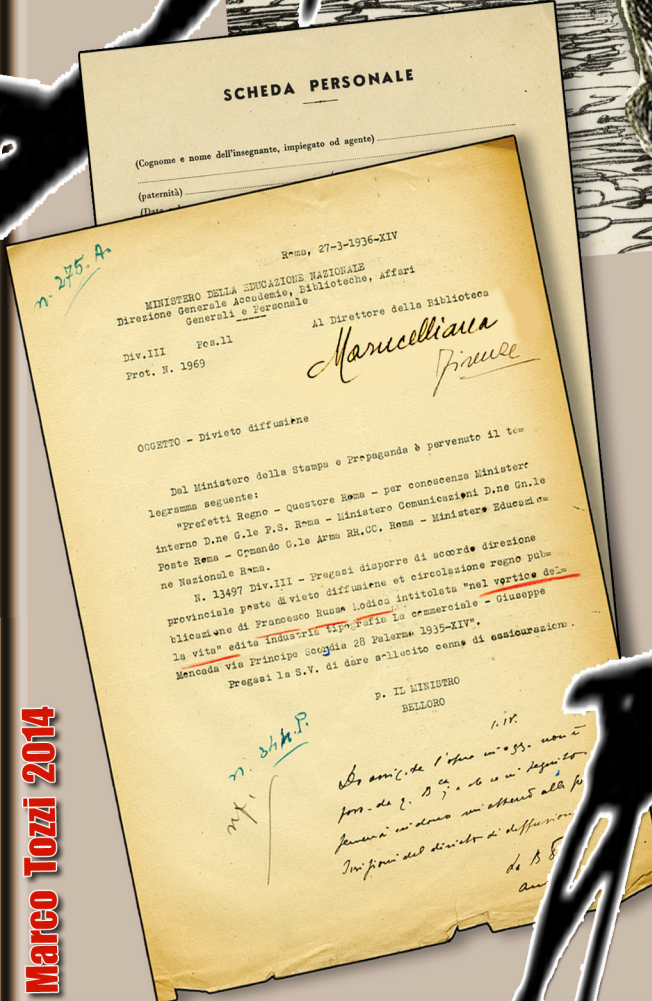 SCHEDA PERSONALE
(Cognome e nome dell'insegnante, impiegato od agente)
(paternità)
n. 275. A.
Roma, 27-3-1936-XIV
MINISTERO DELLA EDUCAZIONE NAZIONALE
Direzione Generale Accademie, Biblioteche, Affari
Generali e Personale
Al Direttore della Biblioteca
Marucelliana
Firenze
Div.III Pos.11
Prot. N. 1969
OGGETTO - Divieto diffusione
Dal Ministero della Stampa e Propaganda è pervenuto il te=
legramma seguente:
"Prefetti Regno - Questore Roma - per conoscenza Ministero
interno D.ne G.le P.S. Roma - Ministero Comunicazioni D.ne Gn.le
Poste Roma - Comando G.le Arma RR.CC. Roma - Ministero Educazio=
ne Nazionale Roma.
N. 13497 Div.III - Pregasi disporre di accordo direzione
provinciale poste divieto diffusione et circolazione regno pub=
blicazione di Francesco Russo Modica intitolata "nel vortice del=
la vita" edita industria tipografia La commerciale - Giuseppe
Moncada via Principe Scordia 28 Palermo 1935-XIV".
Pregasi la S.V. di dare sollecito cenno di assicurazione.
p. IL MINISTRO
BELLORO
n. 344.P.
Marco Tozzi 2014